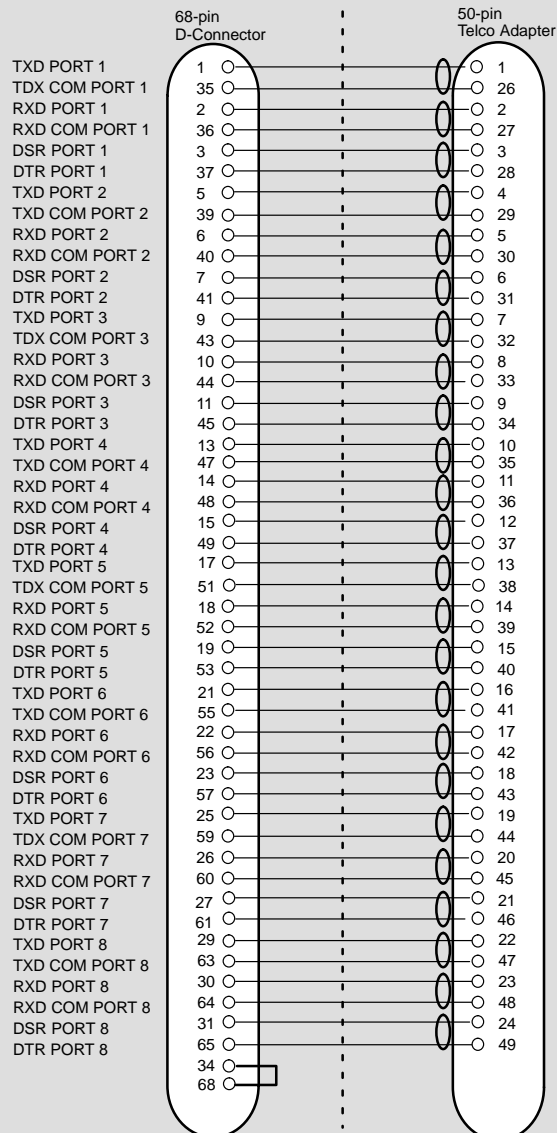 68-pin
D-Connector
50-pin
Telco Adapter
TXD PORT 1 1 1
TDX COM PORT 1 35 26
RXD PORT 1 2 2
RXD COM PORT 1 36 27
DSR PORT 1 3 3
DTR PORT 1 37 28
TXD PORT 2 5 4
TXD COM PORT 2 39 29
RXD PORT 2 6 5
RXD COM PORT 2 40 30
DSR PORT 2 7 6
DTR PORT 2 41 31
TXD PORT 3 9 7
TDX COM PORT 3 43 32
RXD PORT 3 10 8
RXD COM PORT 3 44 33
DSR PORT 3 11 9
DTR PORT 3 45 34
TXD PORT 4 13 10
TXD COM PORT 4 47 35
RXD PORT 4 14 11
RXD COM PORT 4 48 36
DSR PORT 4 15 12
DTR PORT 4 49 37
TXD PORT 5 17 13
TDX COM PORT 5 51 38
RXD PORT 5 18 14
RXD COM PORT 5 52 39
DSR PORT 5 19 15
DTR PORT 5 53 40
TXD PORT 6 21 16
TXD COM PORT 6 55 41
RXD PORT 6 22 17
RXD COM PORT 6 56 42
DSR PORT 6 23 18
DTR PORT 6 57 43
TXD PORT 7 25 19
TDX COM PORT 7 59 44
RXD PORT 7 26 20
RXD COM PORT 7 60 45
DSR PORT 7 27 21
DTR PORT 7 61 46
TXD PORT 8 29 22
TXD COM PORT 8 63 47
RXD PORT 8 30 23
RXD COM PORT 8 64 48
DSR PORT 8 31 24
DTR PORT 8 65 49
34
68